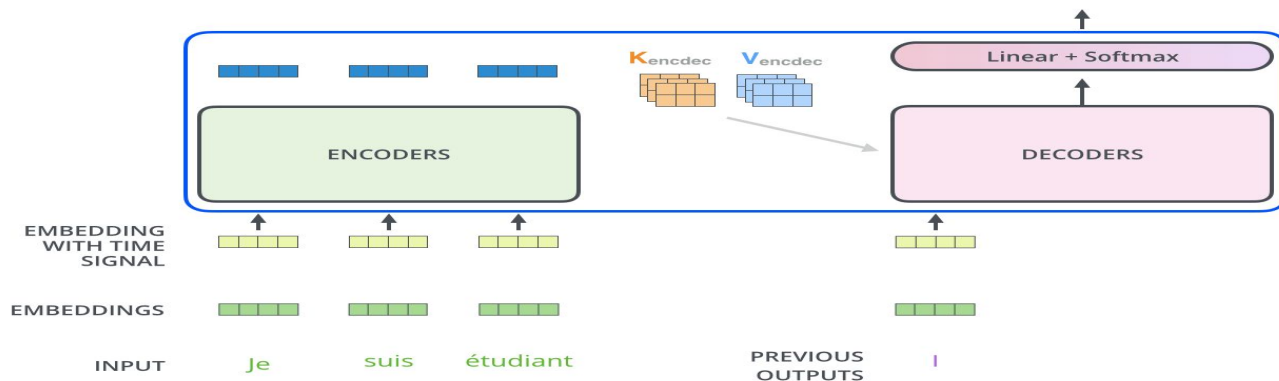 Kencdec Vencdec
Linear + Softmax
ENCODERS
DECODERS
EMBEDDING
WITH TIME
SIGNAL
EMBEDDINGS
INPUT Je suis étudiant
PREVIOUS
OUTPUTS I